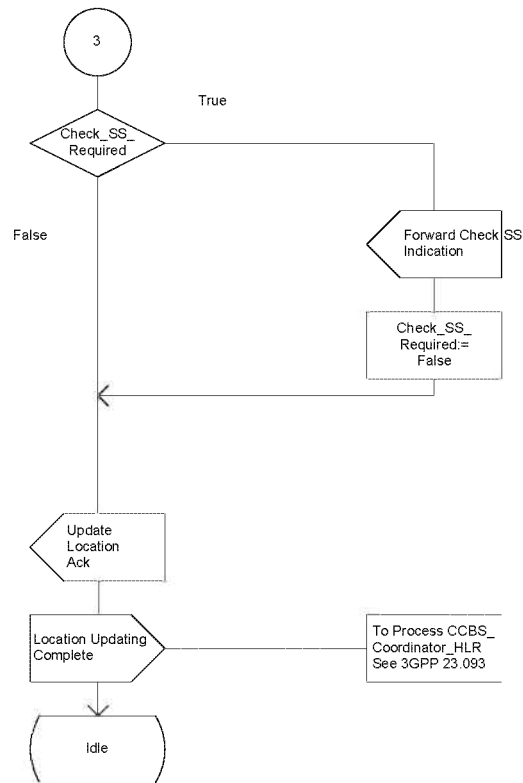 3
True
Check_SS_
Required
False
Forward Check SS
Indication
Check_SS_
Required:=
False
Update
Location
Ack
Location Updating
Complete
To Process CCBS_
Coordinator_HLR
See 3GPP 23.093
Idle